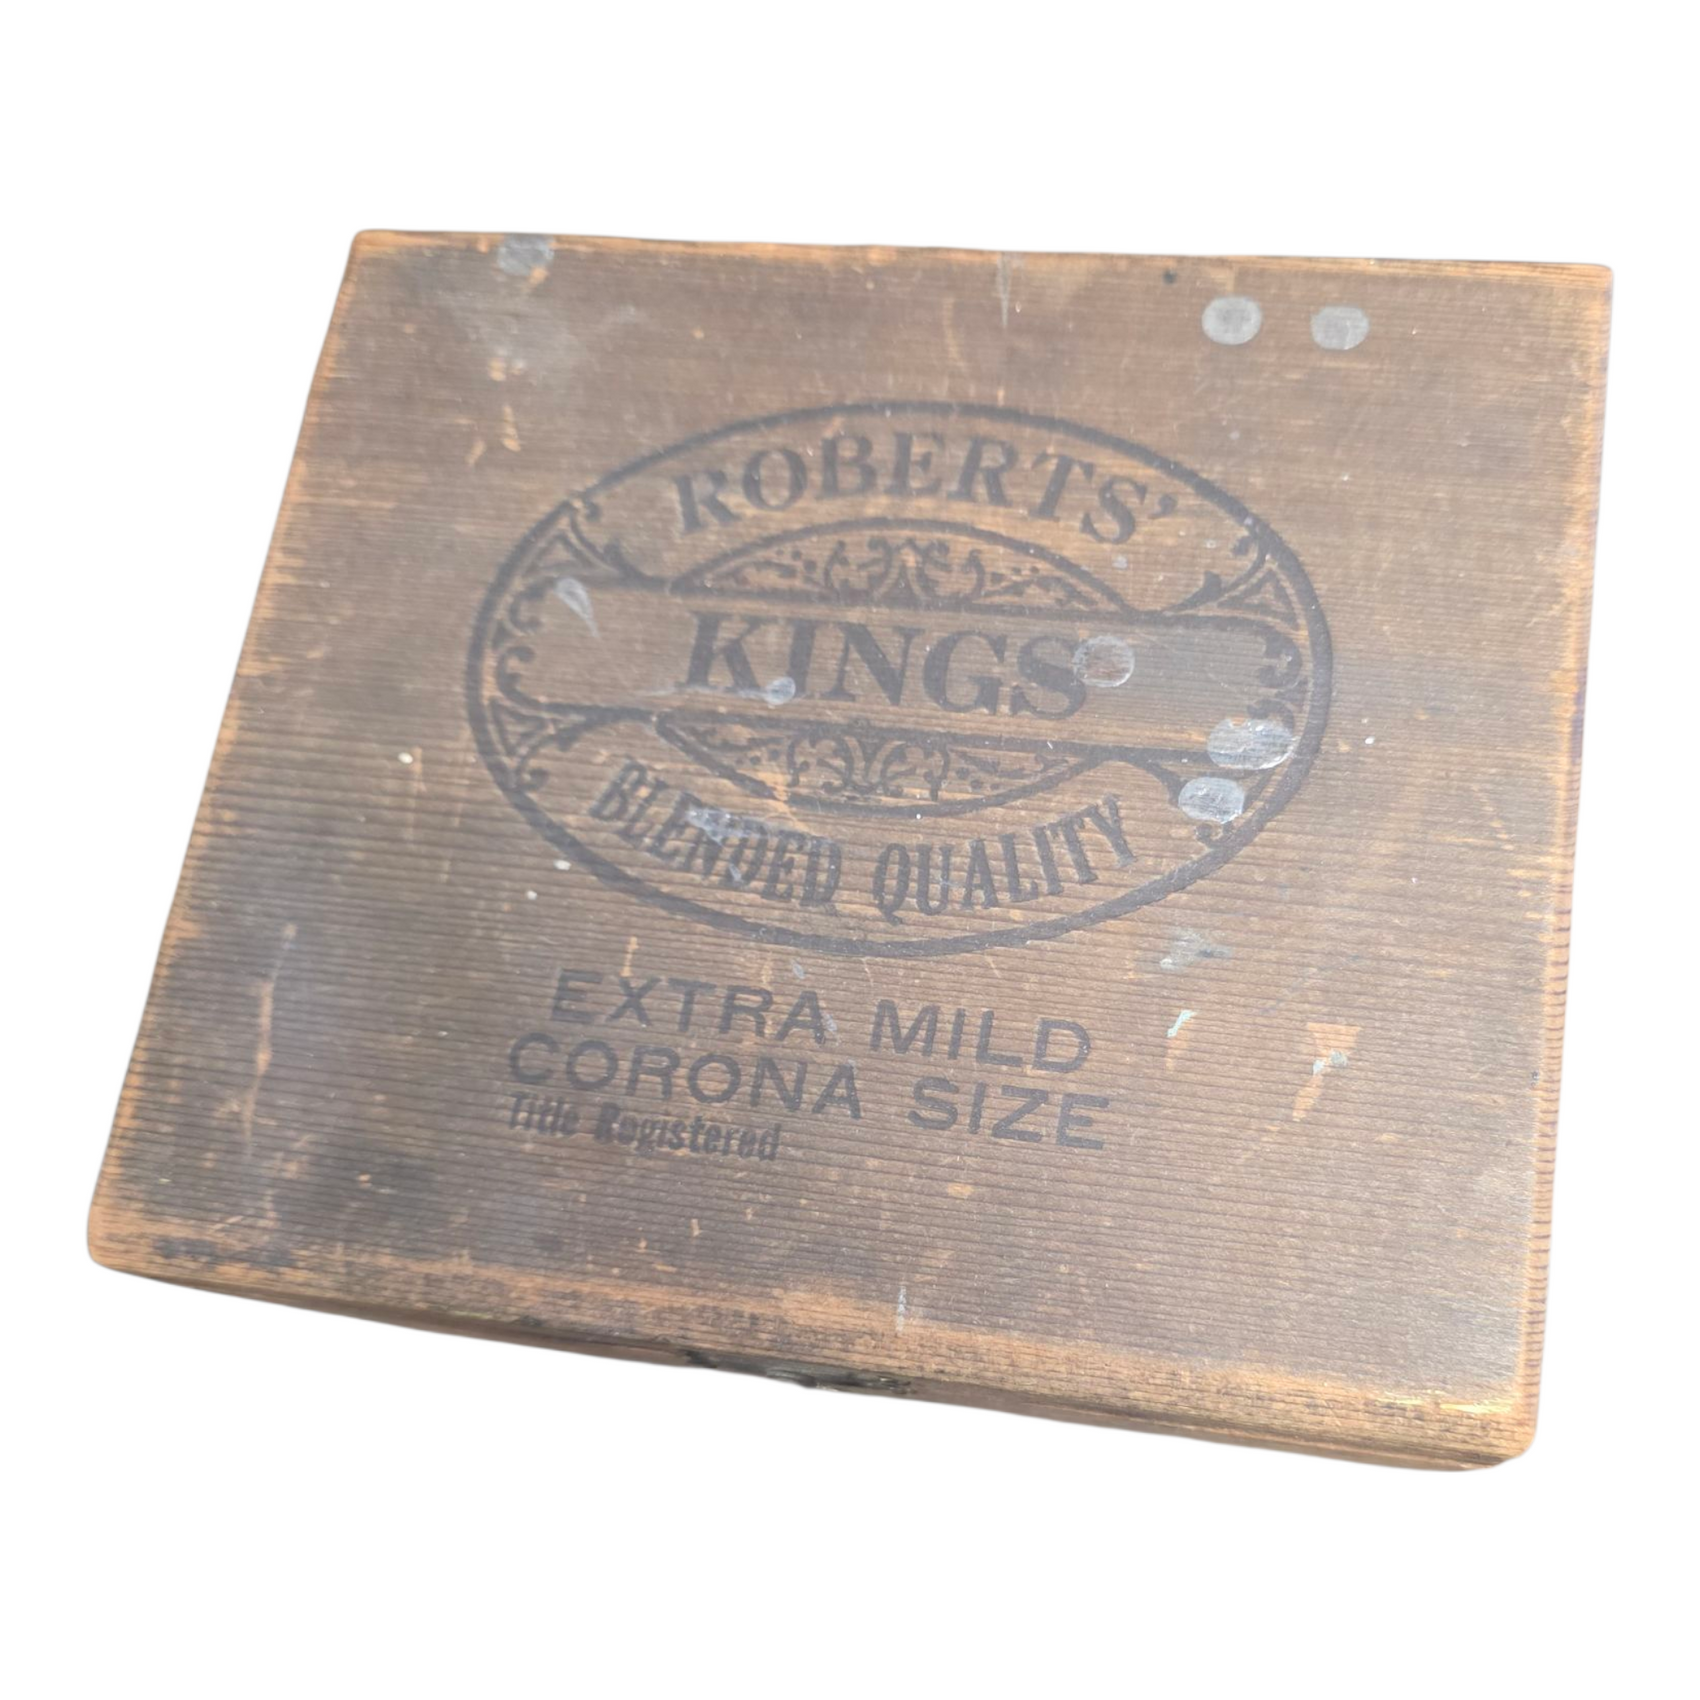 ROBERTS'
KINGS
BLENDED QUALITY
EXTRA MILD
CORONA SIZE
Title Registered